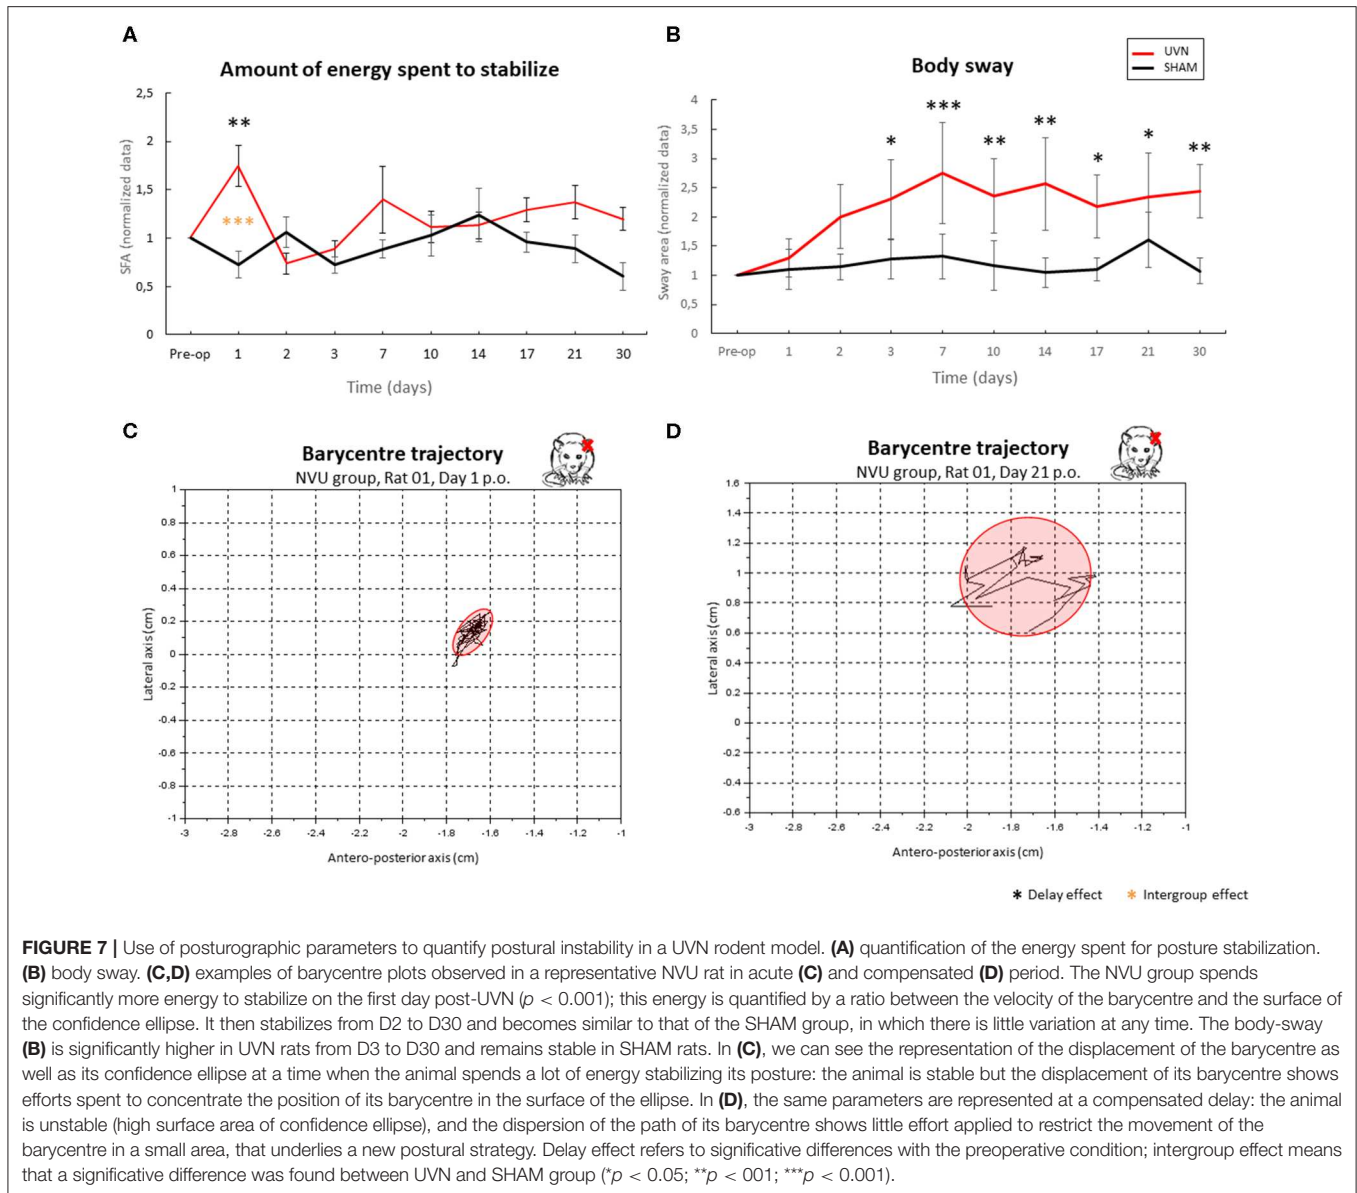 A
Amount of energy spent to stabilize
SFA (normalized data)
2,5
2
1,5
1
0,5
0
**
***
Pre-op 1 2 3 7 10 14 17 21 30
Time (days)
B
Body sway
UVN
SHAM
Sway area (normalized data)
4
3,5
3
2,5
2
1,5
1
0,5
0
* *** ** ** * * **
Pre-op 1 2 3 7 10 14 17 21 30
Time (days)
C
Barycentre trajectory
NVU group, Rat 01, Day 1 p.o.
Lateral axis (cm)
1
0.8
0.6
0.4
0.2
0
-0.2
-0.4
-0.6
-0.8
-1
-3 -2.8 -2.6 -2.4 -2.2 -2 -1.8 -1.6 -1.4 -1.2 -1
Antero-posterior axis (cm)
D
Barycentre trajectory
NVU group, Rat 01, Day 21 p.o.
Lateral axis (cm)
1.6
1.4
1.2
1
0.8
0.6
0.4
0.2
0
-0.2
-0.4
-0.6
-3 -2.8 -2.6 -2.4 -2.2 -2 -1.8 -1.6 -1.4 -1.2 -1
Antero-posterior axis (cm)
* Delay effect * Intergroup effect
FIGURE 7 | Use of posturographic parameters to quantify postural instability in a UVN rodent model. (A) quantification of the energy spent for posture stabilization.
(B) body sway. (C,D) examples of barycentre plots observed in a representative NVU rat in acute (C) and compensated (D) period. The NVU group spends
significantly more energy to stabilize on the first day post-UVN (p < 0.001); this energy is quantified by a ratio between the velocity of the barycentre and the surface of
the confidence ellipse. It then stabilizes from D2 to D30 and becomes similar to that of the SHAM group, in which there is little variation at any time. The body-sway
(B) is significantly higher in UVN rats from D3 to D30 and remains stable in SHAM rats. In (C), we can see the representation of the displacement of the barycentre as
well as its confidence ellipse at a time when the animal spends a lot of energy stabilizing its posture: the animal is stable but the displacement of its barycentre shows
efforts spent to concentrate the position of its barycentre in the surface of the ellipse. In (D), the same parameters are represented at a compensated delay: the animal
is unstable (high surface area of confidence ellipse), and the dispersion of the path of its barycentre shows little effort applied to restrict the movement of the
barycentre in a small area, that underlies a new postural strategy. Delay effect refers to significative differences with the preoperative condition; intergroup effect means
that a significative difference was found between UVN and SHAM group (*p < 0.05; **p < 001; ***p < 0.001).